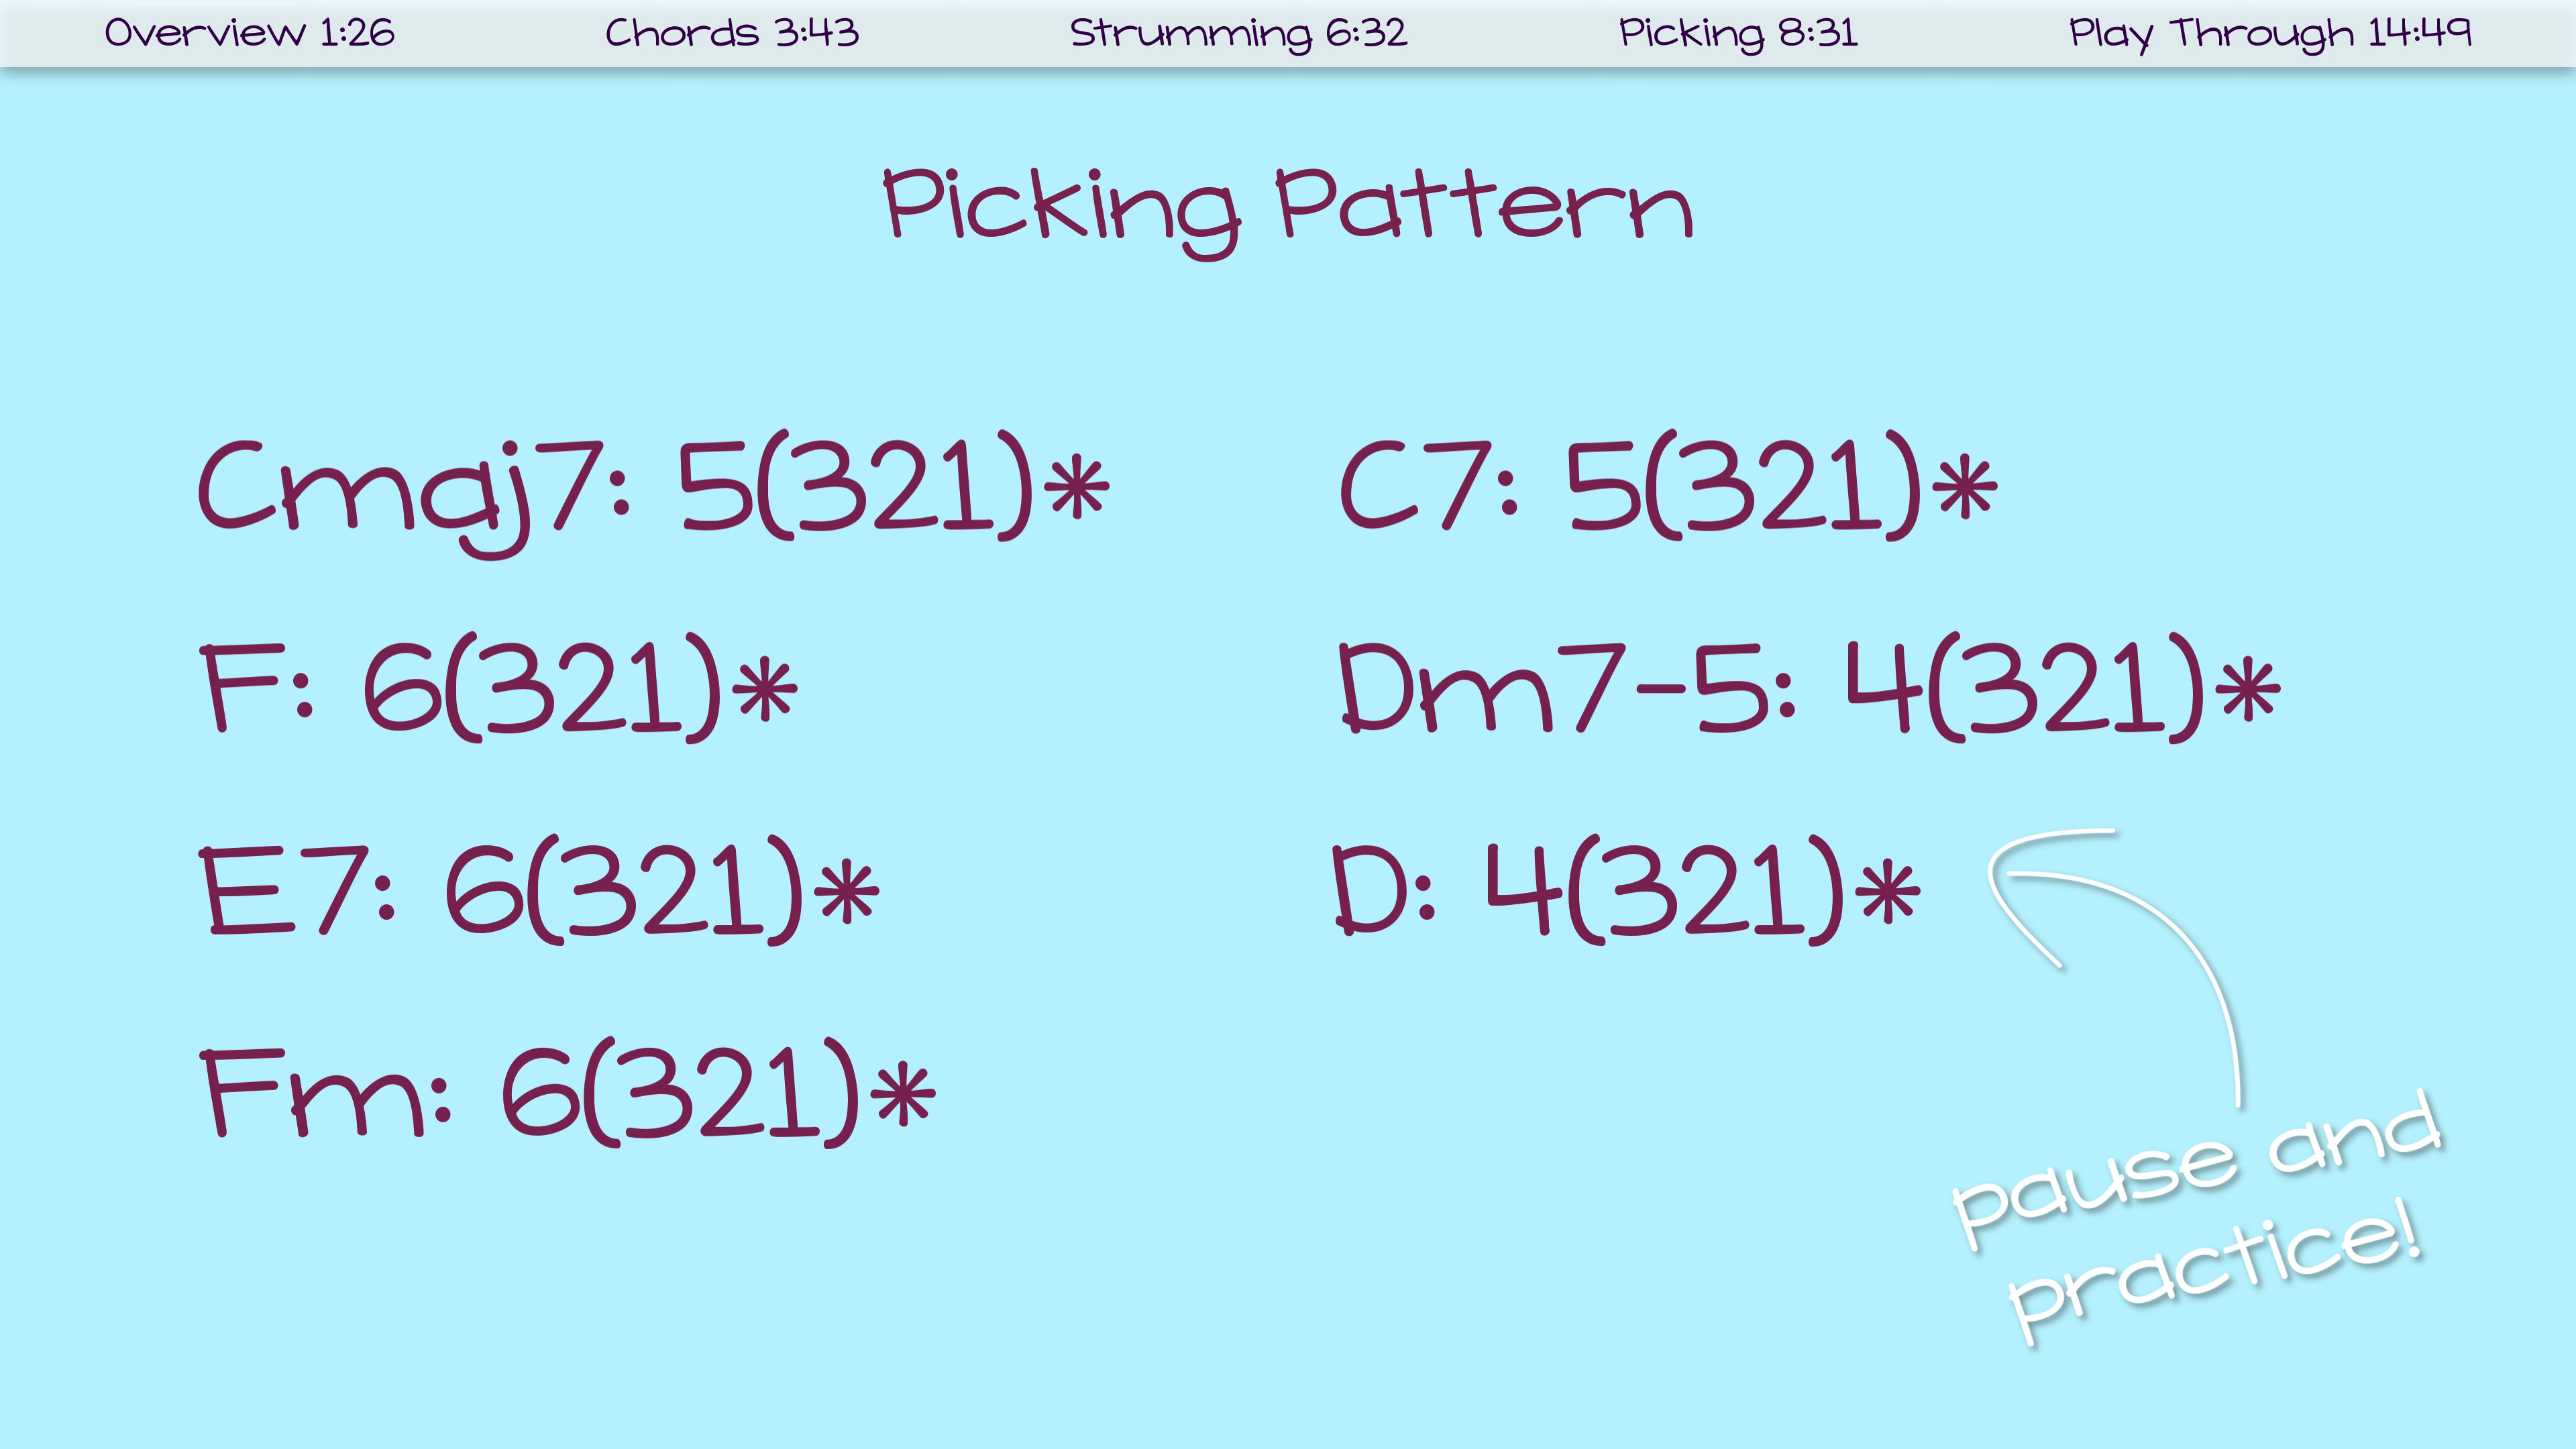 Overview 1:26 Chords 3:43 Strumming 6:32 Picking 8:31 Play Through 14:49
Picking Pattern
Cmaj7: 5(321)*
F: 6(321)*
E7: 6(321)*
Fm: 6(321)*
C7: 5(321)*
Dm7-5: 4(321)*
D: 4(321)*
pause and
practice!